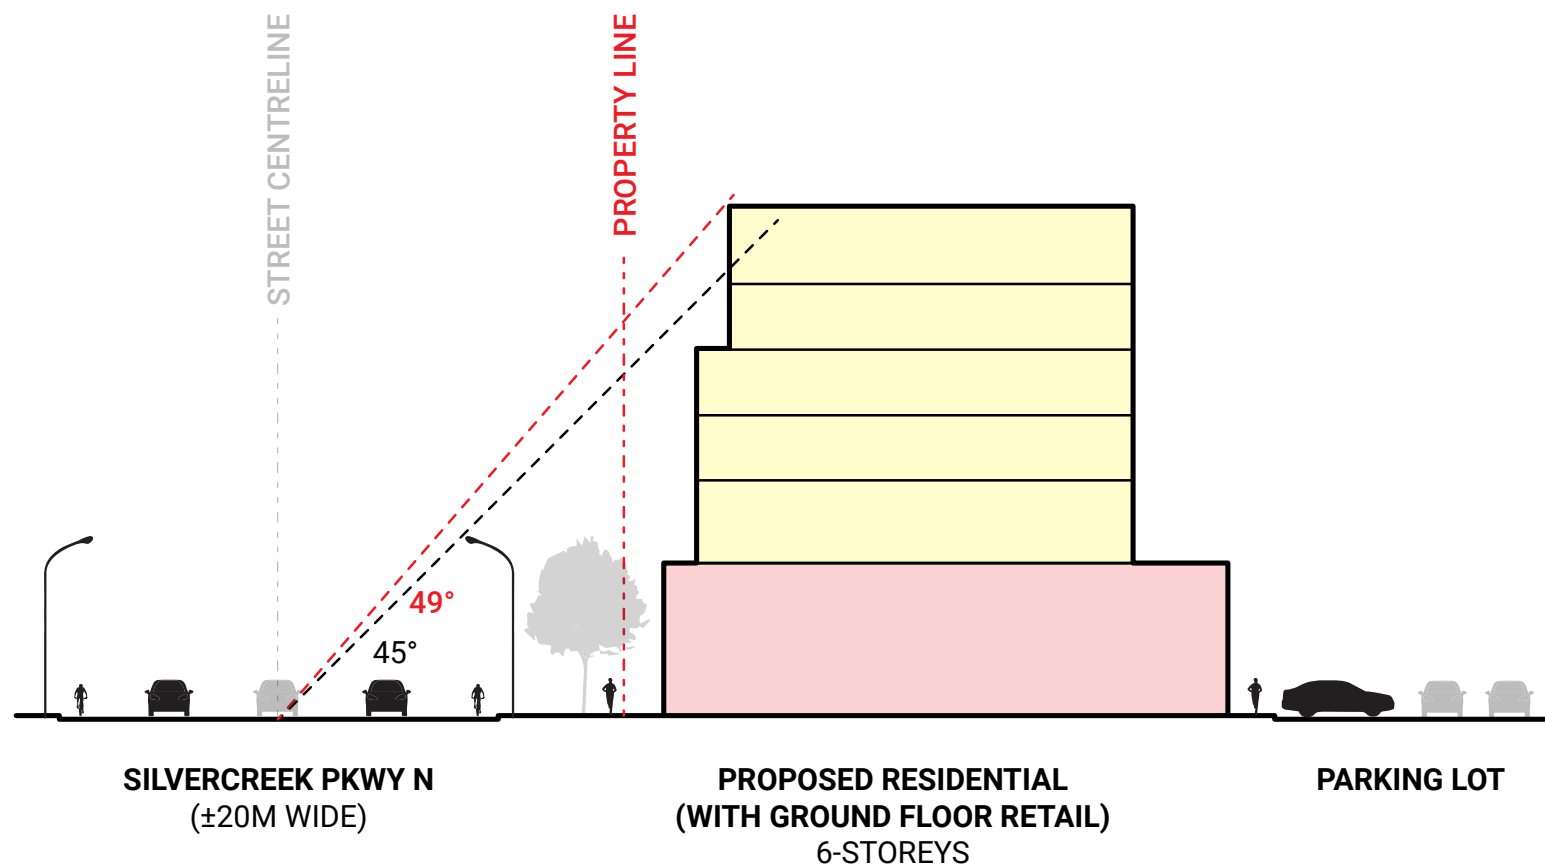 STREET CENTRELINE
PROPERTY LINE
49°
45°
SILVERCREEK PKWY N
(±20M WIDE)
PROPOSED RESIDENTIAL
(WITH GROUND FLOOR RETAIL)
6-STOREYS
PARKING LOT